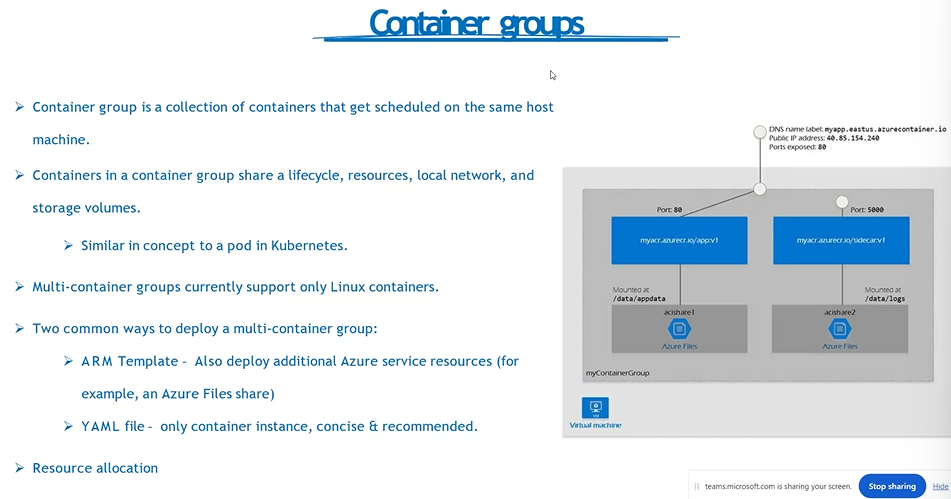 Container groups
Container group is a collection of containers that get scheduled on the same host
machine.
Containers in a container group share a lifecycle, resources, local network, and
storage volumes.
Similar in concept to a pod in Kubernetes.
Multi-container groups currently support only Linux containers.
Two common ways to deploy a multi-container group:
ARM Template - Also deploy additional Azure service resources (for
example, an Azure Files share)
YAML file - only container instance, concise & recommended.
Resource allocation
DNS name label: myapp.eastus.azurecontainer.io
Public IP address: 40.85.154.240
Ports exposed: 80
Port: 80
Port: 5000
myacr.azurecr.io/app:v1
myacr.azurecr.io/sidecar:v1
Mounted at
/data/appdata
Mounted at
/data/logs
acishare1
Azure Files
acishare2
Azure Files
myContainerGroup
VM
Virtual machine
teams.microsoft.com is sharing your screen.
Stop sharing
Hide